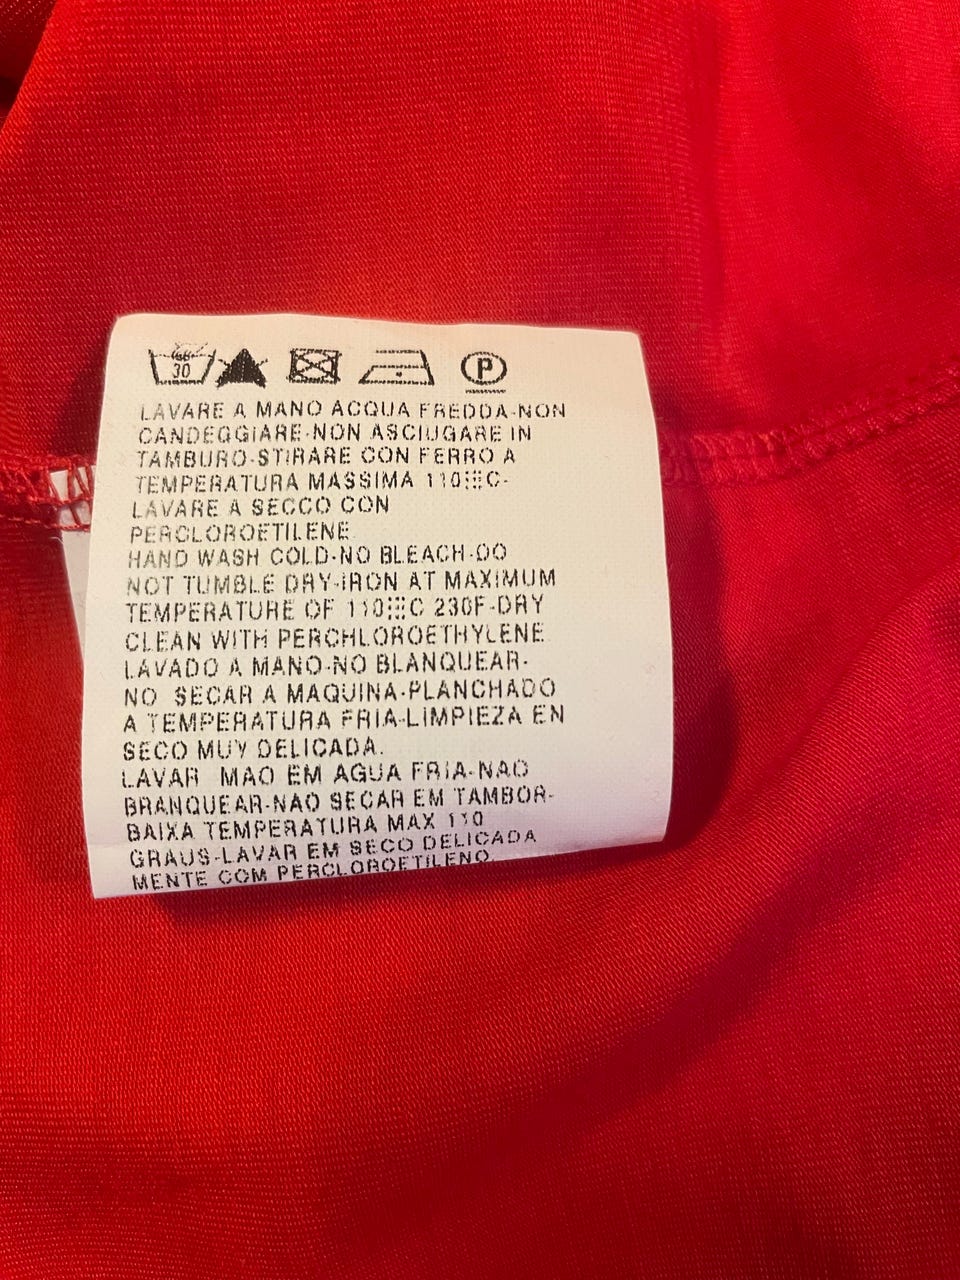 30 P
LAVARE A MANO ACQUA FREDDA-NON
CANDEGGIARE-NON ASCIUGARE IN
TAMBURO-STIRARE CON FERRO A
TEMPERATURA MASSIMA 110░C-
LAVARE A SECCO CON
PERCLOROETILENE
HAND WASH COLD-NO BLEACH-DO
NOT TUMBLE DRY-IRON AT MAXIMUM
TEMPERATURE OF 110░C 230F-DRY
CLEAN WITH PERCHLOROETHYLENE
LAVADO A MANO-NO BLANQUEAR-
NO SECAR A MAQUINA-PLANCHADO
A TEMPERATURA FRIA-LIMPIEZA EN
SECO MUY DELICADA.
LAVAR MAO EM AGUA FRIA-NAO
BRANQUEAR-NAO SECAR EM TAMBOR-
BAIXA TEMPERATURA MAX 110
GRAUS-LAVAR EM SECO DELICADA
MENTE COM PERCLOROETILENO